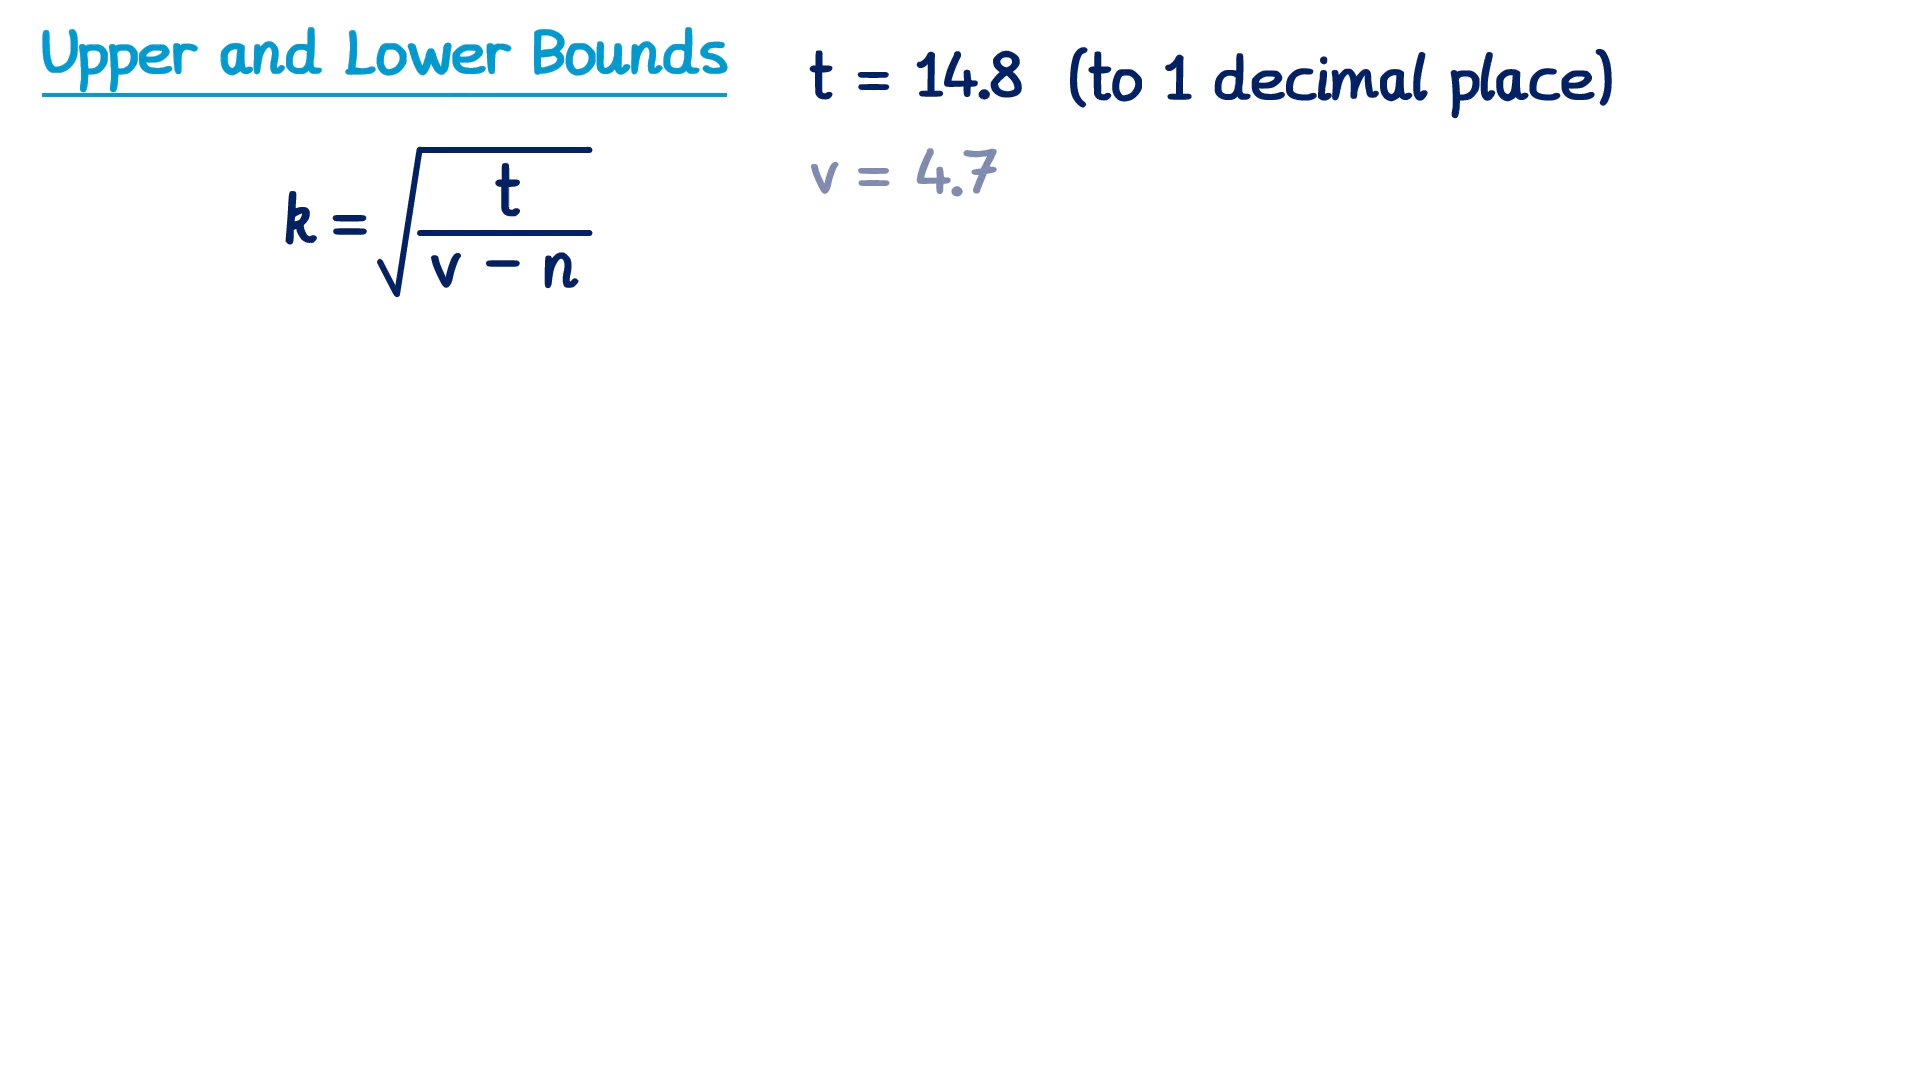 Upper and Lower Bounds
t = 14.8 (to 1 decimal place)
v = 4.7
k = √(t / (v − n))